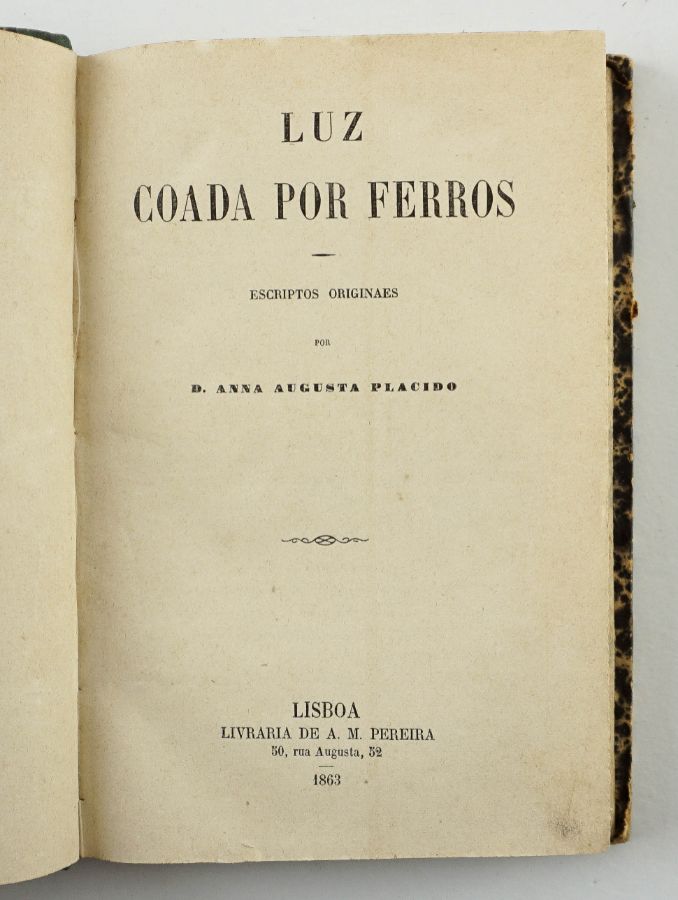 LUZ
COADA POR FERROS
ESCRIPTOS ORIGINAES
POR
D. ANNA AUGUSTA PLACIDO
LISBOA
LIVRARIA DE A. M. PEREIRA
50, rua Augusta, 52
1863